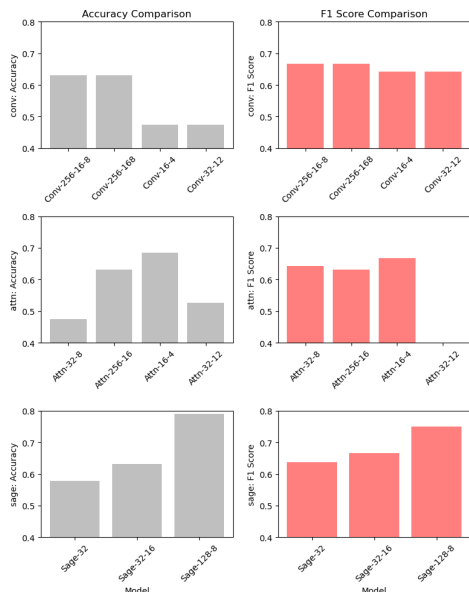 Accuracy Comparison
F1 Score Comparison
conv: Accuracy
0.8
0.7
0.6
0.5
0.4
Conv-256-16-8
Conv-256-168
Conv-16-4
Conv-32-12
conv: F1 Score
0.8
0.7
0.6
0.5
0.4
Conv-256-16-8
Conv-256-168
Conv-16-4
Conv-32-12
attn: Accuracy
0.8
0.7
0.6
0.5
0.4
Attn-32-8
Attn-256-16
Attn-16-4
Attn-32-12
attn: F1 Score
0.8
0.7
0.6
0.5
0.4
Attn-32-8
Attn-256-16
Attn-16-4
Attn-32-12
sage: Accuracy
0.8
0.7
0.6
0.5
0.4
Sage-32
Sage-32-16
Sage-128-8
Model
sage: F1 Score
0.8
0.7
0.6
0.5
0.4
Sage-32
Sage-32-16
Sage-128-8
Model